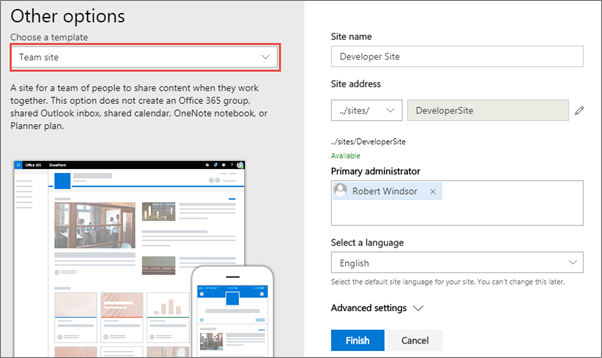 Other options
Choose a template
Team site
A site for a team of people to share content when they work
together. This option does not create an Office 365 group,
shared Outlook inbox, shared calendar, OneNote notebook, or
Planner plan.
Office 365
SharePoint
Site name
Developer Site
Site address
../sites/
DeveloperSite
../sites/DeveloperSite
Available
Primary administrator
Robert Windsor ×
Select a language
English
Select the default site language for your site. You can't change this later.
Advanced settings
Finish
Cancel